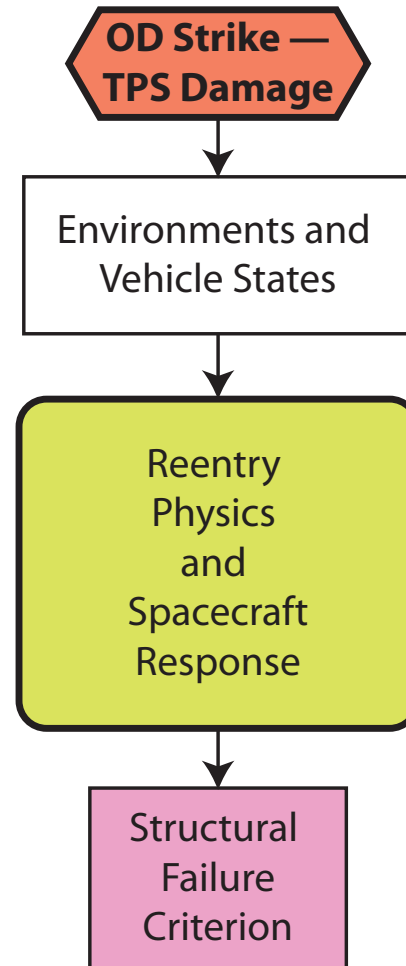 OD Strike —
TPS Damage
Environments and
Vehicle States
Reentry
Physics
and
Spacecraft
Response
Structural
Failure
Criterion